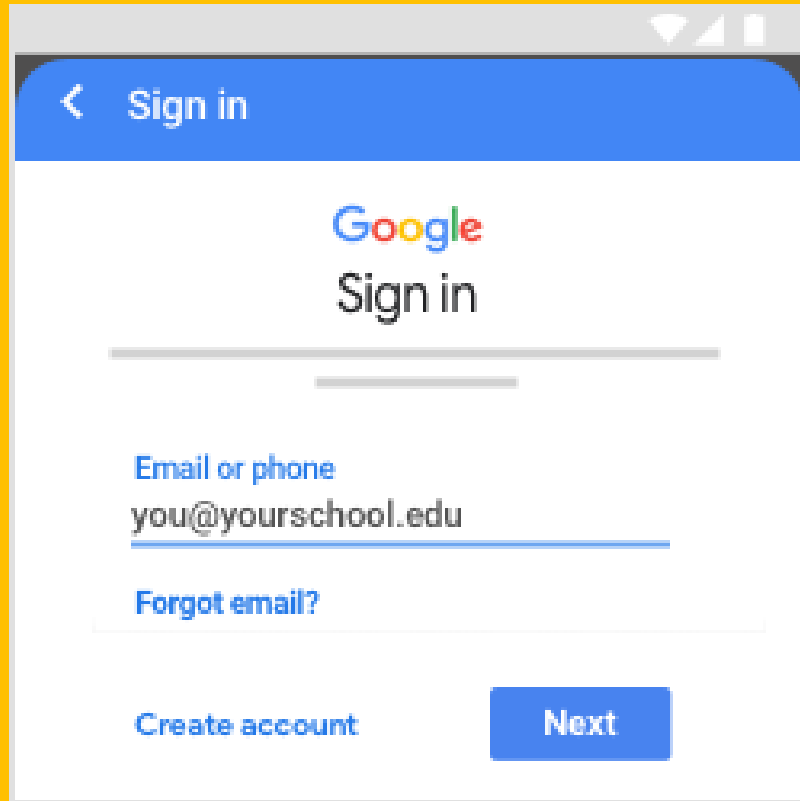 Sign in
Google
Sign in
Email or phone
you@yourschool.edu
Forgot email?
Create account
Next